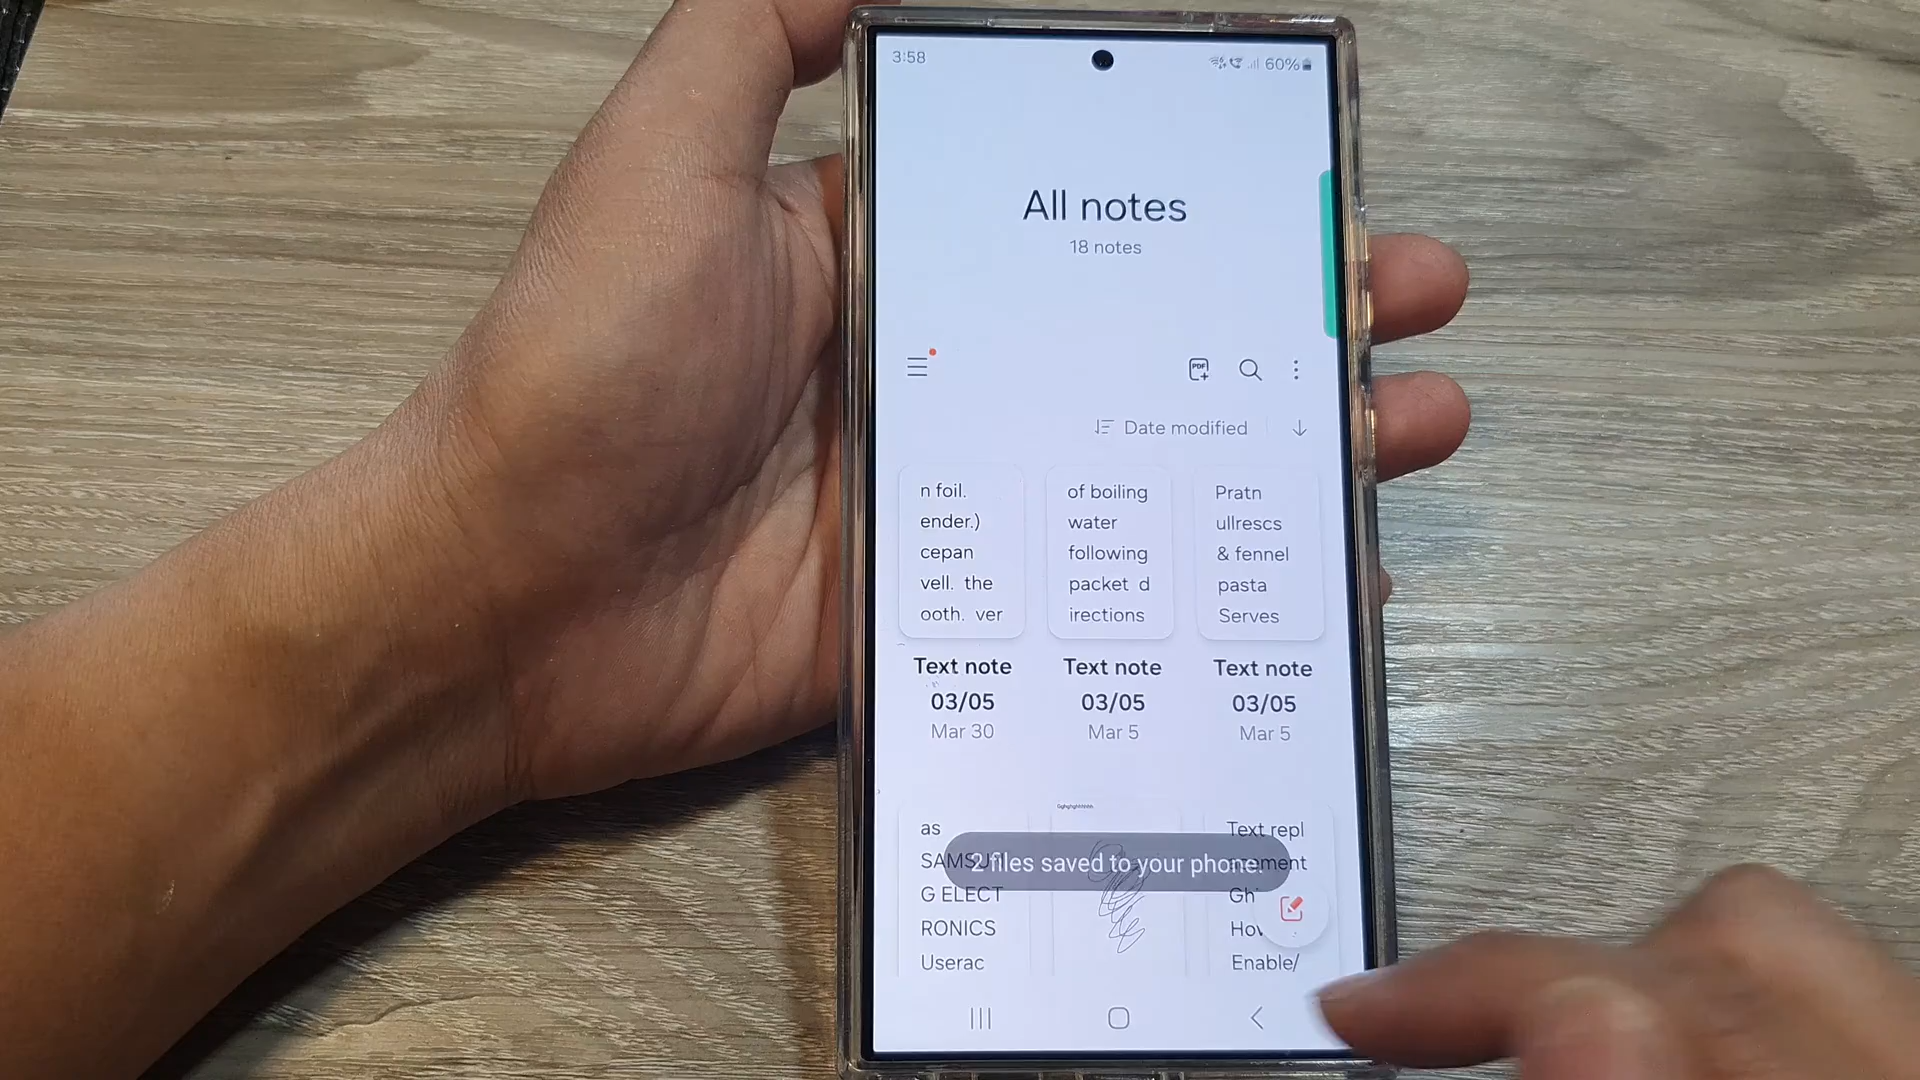 3:58
60%
All notes
18 notes
PDF
Date modified
n foil.
ender.)
cepan
vell. the
ooth. ver
Text note
03/05
Mar 30
of boiling
water
following
packet d
irections
Text note
03/05
Mar 5
Pratn
ullrescs
& fennel
pasta
Serves
Text note
03/05
Mar 5
as
SAMSU
G ELECT
RONICS
Userac
Text repl
ement
Gh
How
Enable/
2 files saved to your phone.